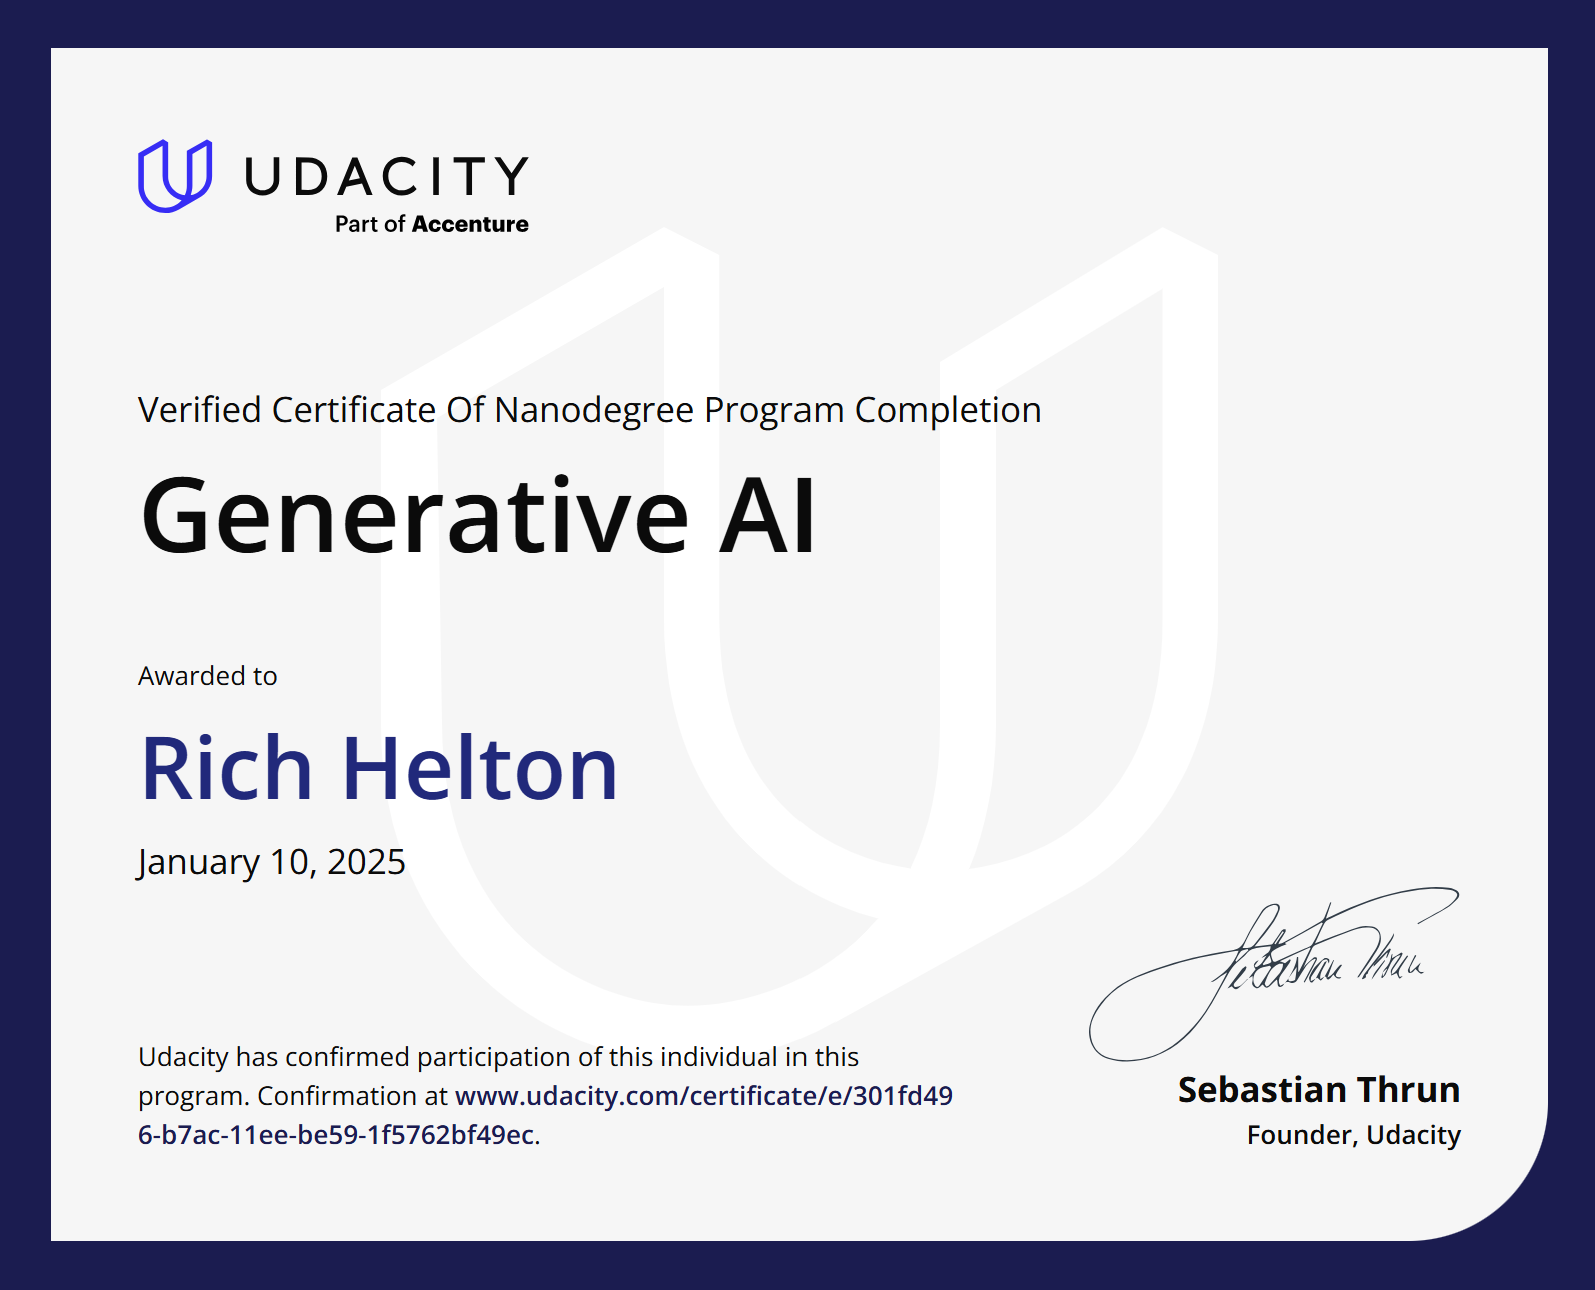 UDACITY
Part of Accenture
Verified Certificate Of Nanodegree Program Completion
Generative AI
Awarded to
Rich Helton
January 10, 2025
Sebastian Thrun
Udacity has confirmed participation of this individual in this
program. Confirmation at www.udacity.com/certificate/e/301fd49
6-b7ac-11ee-be59-1f5762bf49ec.
Sebastian Thrun
Founder, Udacity